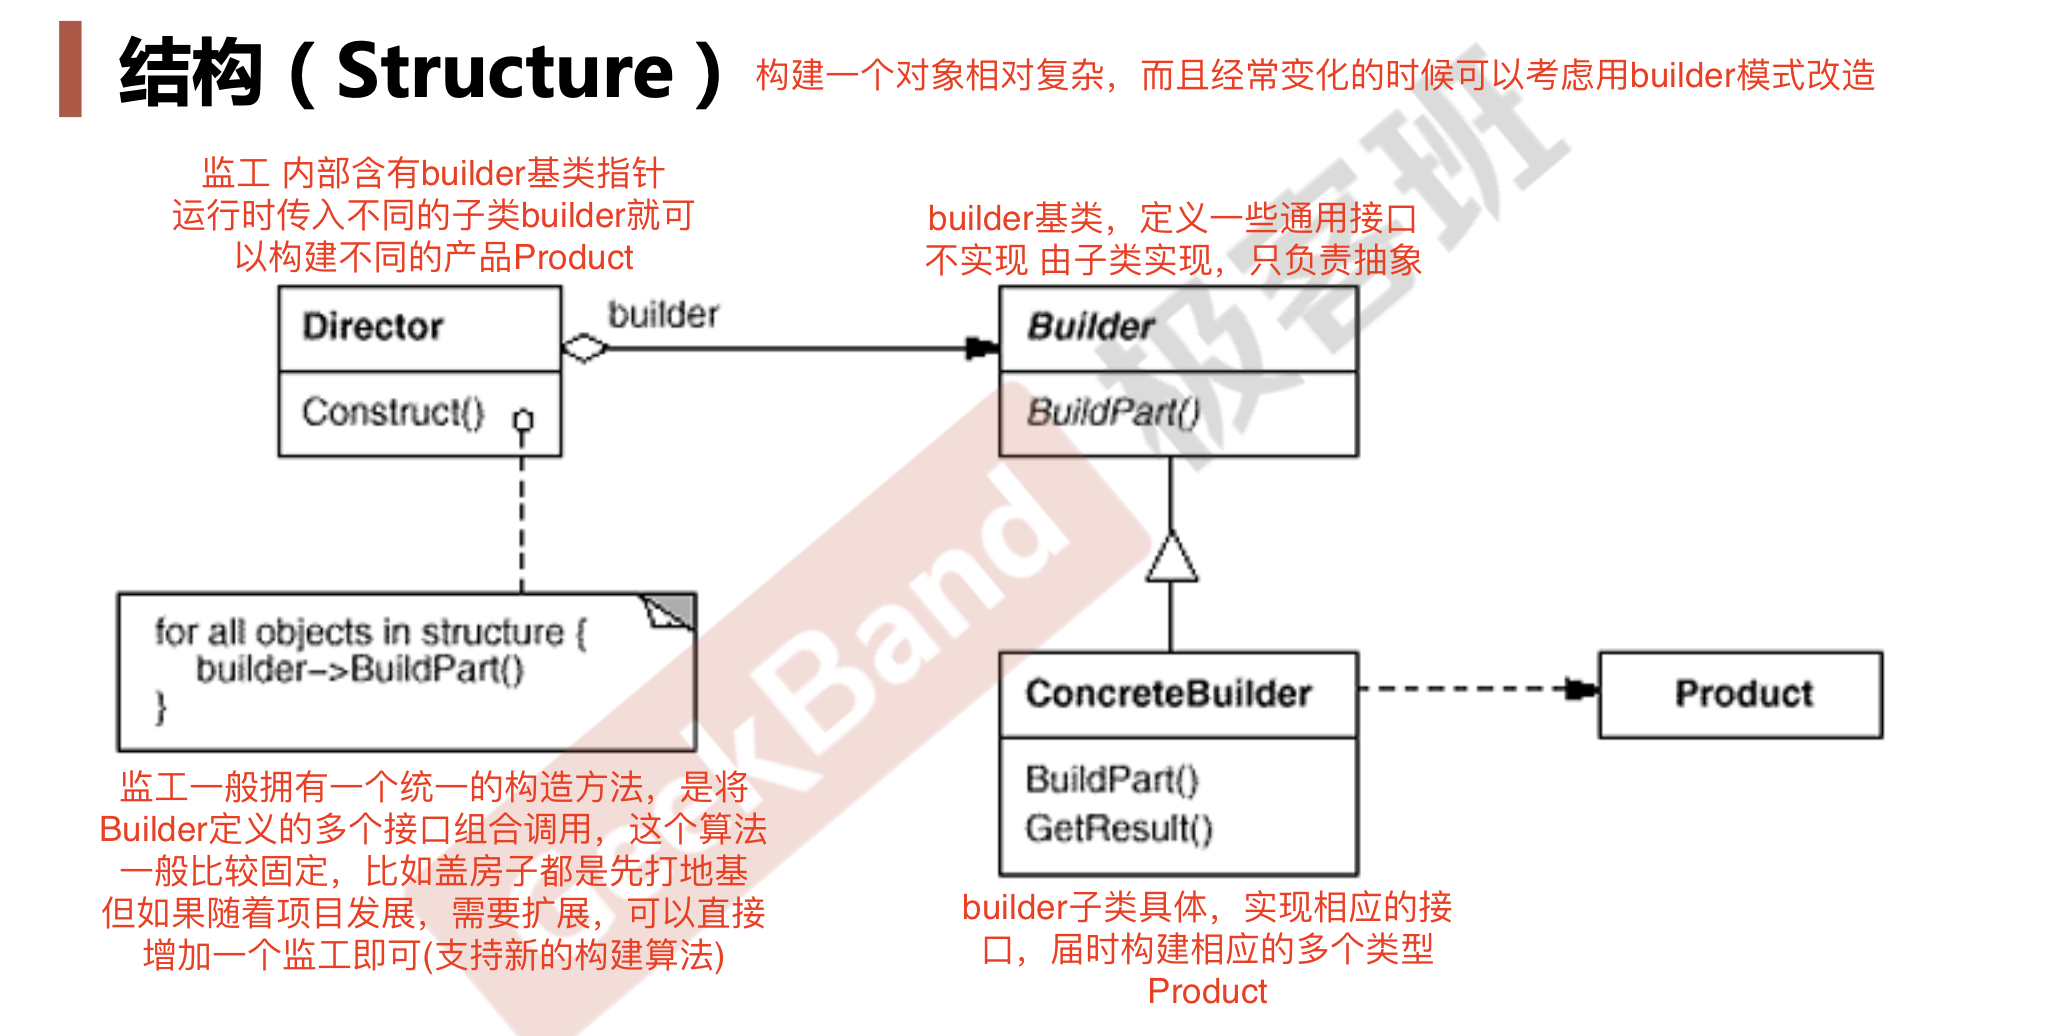 结构（Structure）
构建一个对象相对复杂，而且经常变化的时候可以考虑用builder模式改造
监工 内部含有builder基类指针
运行时传入不同的子类builder就可
以构建不同的产品Product
builder基类，定义一些通用接口
不实现 由子类实现，只负责抽象
Director
builder
Builder
Construct()
BuildPart()
for all objects in structure {
builder->BuildPart()
}
ConcreteBuilder
Product
BuildPart()
GetResult()
监工一般拥有一个统一的构造方法，是将
Builder定义的多个接口组合调用，这个算法
一般比较固定，比如盖房子都是先打地基
但如果随着项目发展，需要扩展，可以直接
增加一个监工即可(支持新的构建算法)
builder子类具体，实现相应的接
口，届时构建相应的多个类型
Product
GeekBand
极客班